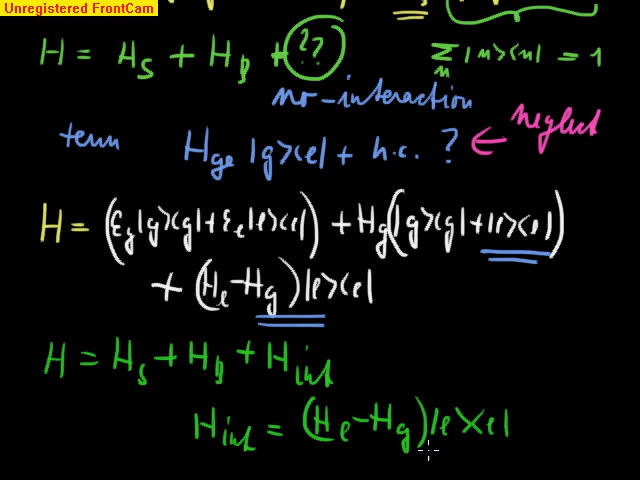 Unregistered FrontCam
H = H_S + H_B + ??
∑_n |n><n| = 1
no-interaction
term H_ge |g><e| + h.c. ? ← neglect
H = (ε_g|g><g| + ε_e|e><e|) + H_g(|g><g| + |e><e|)
+ (H_e - H_g)|e><e|
H = H_S + H_B + H_int
H_int = (H_e - H_g)|e><e|